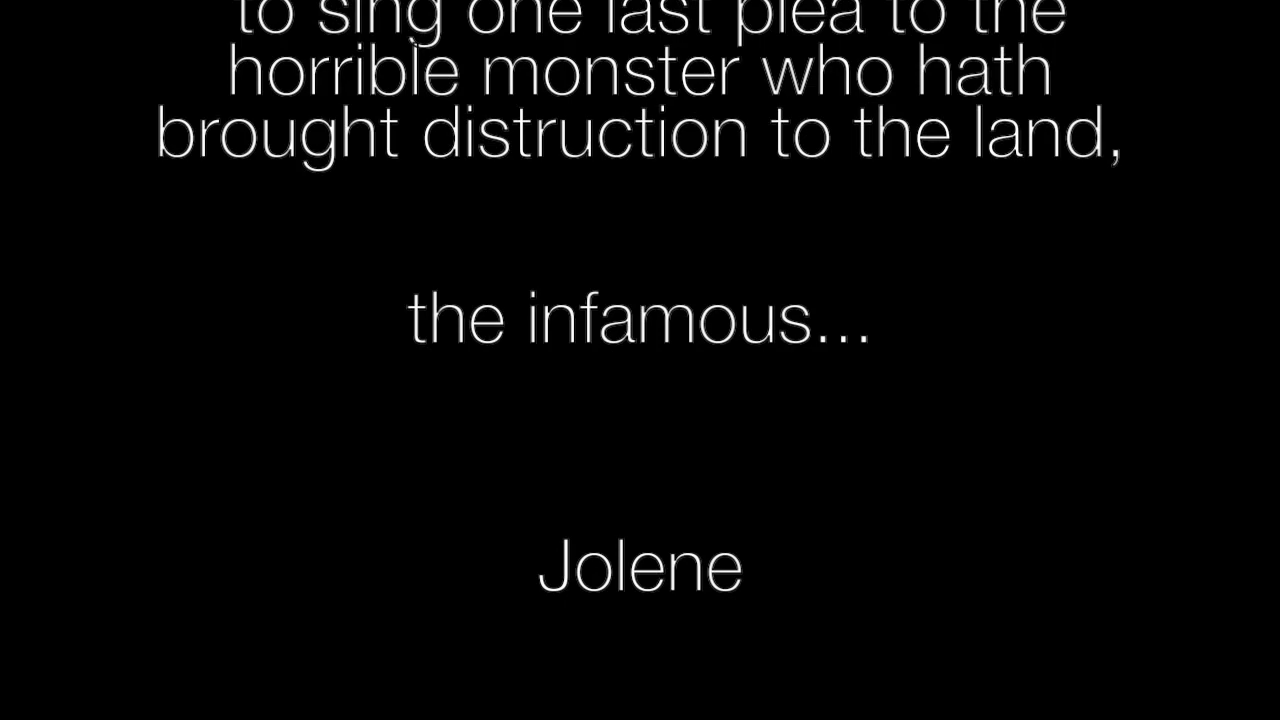 to sing one last plea to the
horrible monster who hath
brought distruction to the land,
the infamous...
Jolene